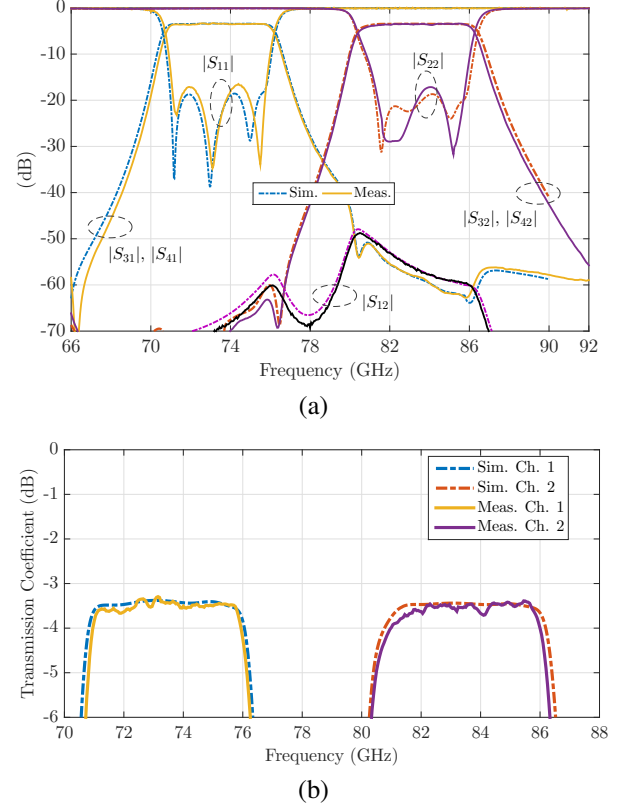 0
-10
-20
-30
-40
-50
-60
-70
(dB)
|S11|
|S22|
Sim. Meas.
|S31|, |S41|
|S32|, |S42|
|S12|
66 70 74 78 82 86 90 92
Frequency (GHz)
(a)
0
-1
-2
-3
-4
-5
-6
Transmission Coefficient (dB)
Sim. Ch. 1
Sim. Ch. 2
Meas. Ch. 1
Meas. Ch. 2
70 72 74 76 78 80 82 84 86 88
Frequency (GHz)
(b)